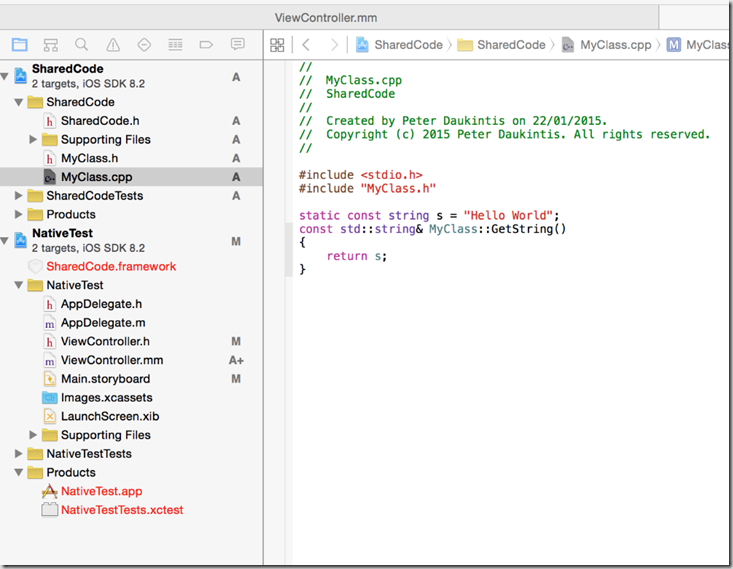 ViewController.mm
SharedCode SharedCode MyClass.cpp M MyClass
SharedCode A
2 targets, iOS SDK 8.2
SharedCode
SharedCode.h A
Supporting Files A
MyClass.h A
MyClass.cpp A
SharedCodeTests A
Products
NativeTest M
2 targets, iOS SDK 8.2
SharedCode.framework
NativeTest
AppDelegate.h
AppDelegate.m
ViewController.h M
ViewController.mm A+
Main.storyboard M
Images.xcassets
LaunchScreen.xib
Supporting Files
NativeTestTests
Products
NativeTest.app
NativeTestTests.xctest
//
// MyClass.cpp
// SharedCode
//
// Created by Peter Daukintis on 22/01/2015.
// Copyright (c) 2015 Peter Daukintis. All rights reserved.
//
#include <stdio.h>
#include "MyClass.h"
static const string s = "Hello World";
const std::string& MyClass::GetString()
{
return s;
}